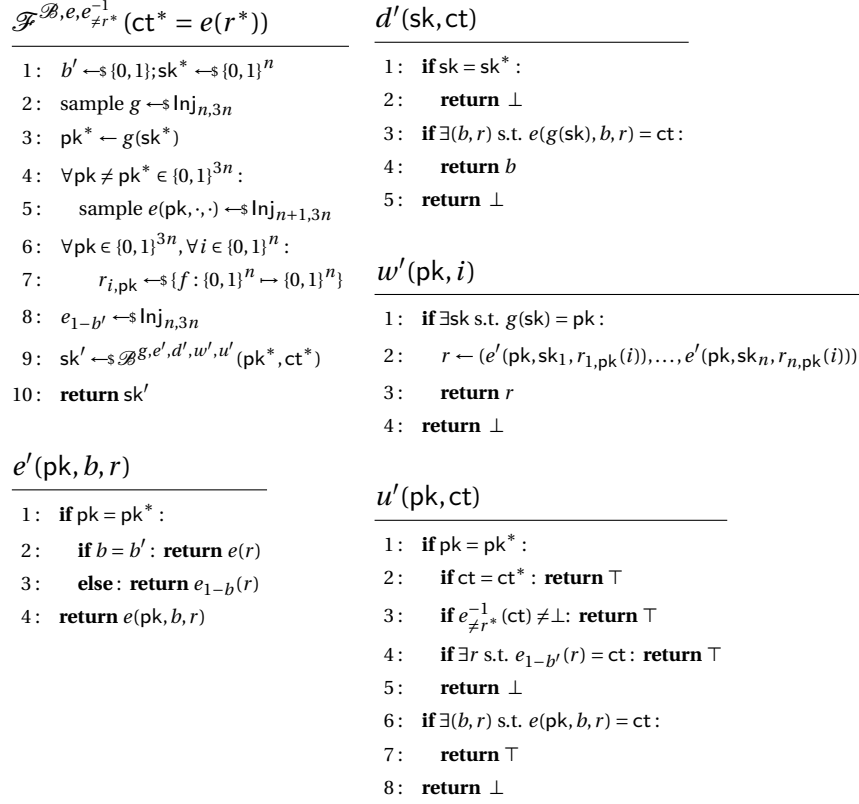 ℱ^{ℬ,e,e^{-1}_{≠r*}}(ct* = e(r*))
1 : b′ ←$ {0, 1}; sk* ←$ {0, 1}^n
2 : sample g ←$ Inj_{n,3n}
3 : pk* ← g(sk*)
4 : ∀pk ≠ pk* ∈ {0, 1}^{3n} :
5 : sample e(pk, ·, ·) ←$ Inj_{n+1,3n}
6 : ∀pk ∈ {0, 1}^{3n}, ∀i ∈ {0, 1}^n :
7 : r_{i,pk} ←$ {f : {0, 1}^n ↦ {0, 1}^n}
8 : e_{1−b′} ←$ Inj_{n,3n}
9 : sk′ ←$ ℬ^{g,e′,d′,w′,u′}(pk*, ct*)
10 : return sk′
e′(pk, b, r)
1 : if pk = pk* :
2 : if b = b′ : return e(r)
3 : else : return e_{1−b}(r)
4 : return e(pk, b, r)
d′(sk, ct)
1 : if sk = sk* :
2 : return ⊥
3 : if ∃(b, r) s.t. e(g(sk), b, r) = ct :
4 : return b
5 : return ⊥
w′(pk, i)
1 : if ∃sk s.t. g(sk) = pk :
2 : r ← (e′(pk, sk_1, r_{1,pk}(i)), …, e′(pk, sk_n, r_{n,pk}(i)))
3 : return r
4 : return ⊥
u′(pk, ct)
1 : if pk = pk* :
2 : if ct = ct* : return ⊤
3 : if e^{-1}_{≠r*}(ct) ≠⊥: return ⊤
4 : if ∃r s.t. e_{1−b′}(r) = ct : return ⊤
5 : return ⊥
6 : if ∃(b, r) s.t. e(pk, b, r) = ct :
7 : return ⊤
8 : return ⊥